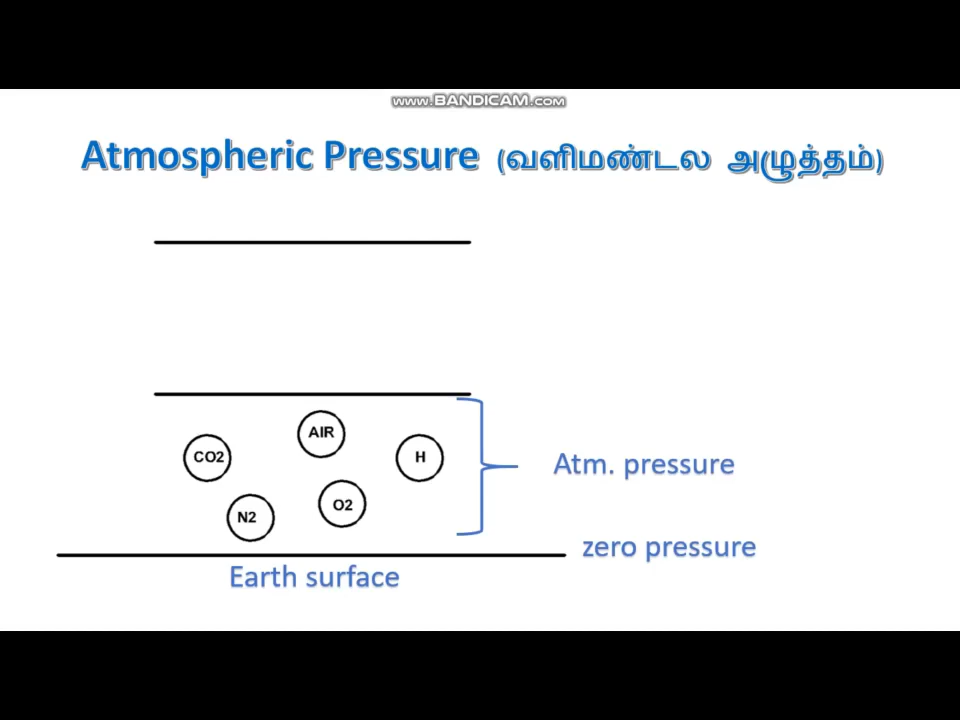 www.BANDICAM.com
Atmospheric Pressure (வளிமண்டல அழுத்தம்)
AIR
CO2
H
Atm. pressure
O2
N2
zero pressure
Earth surface